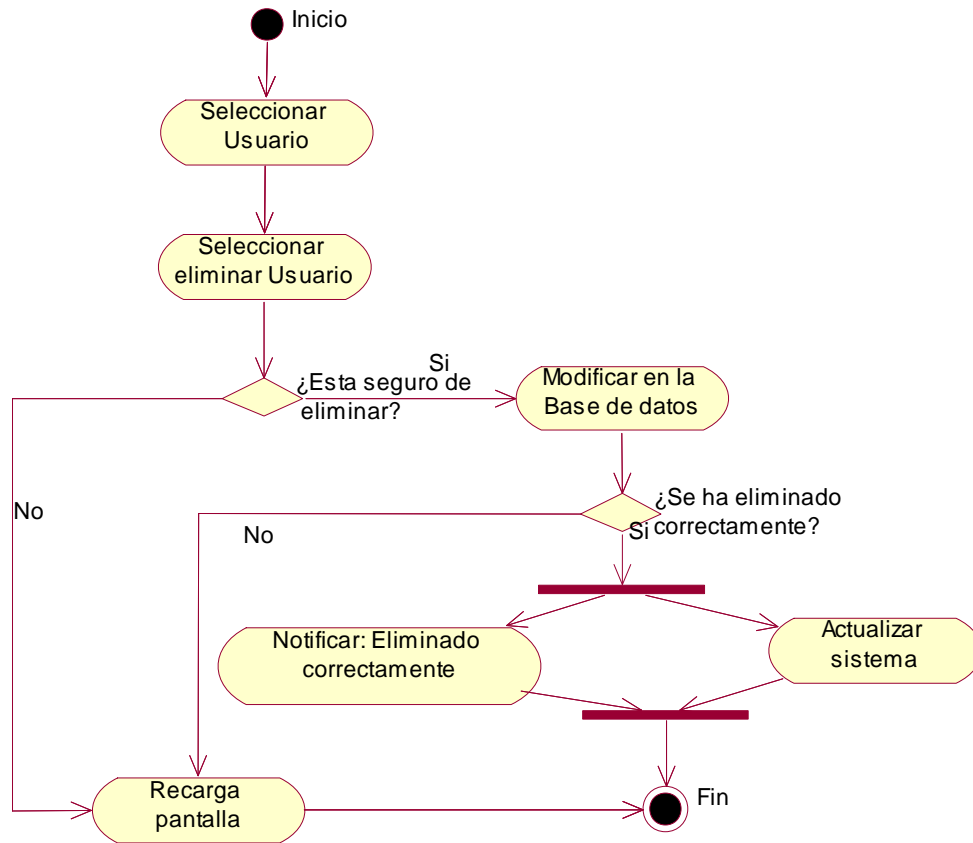 Inicio
Seleccionar
Usuario
Seleccionar
eliminar Usuario
Si
¿Esta seguro de
eliminar?
Modificar en la
Base de datos
No
¿Se ha eliminado
correctamente?
Si
No
Notificar: Eliminado
correctamente
Actualizar
sistema
Recarga
pantalla
Fin